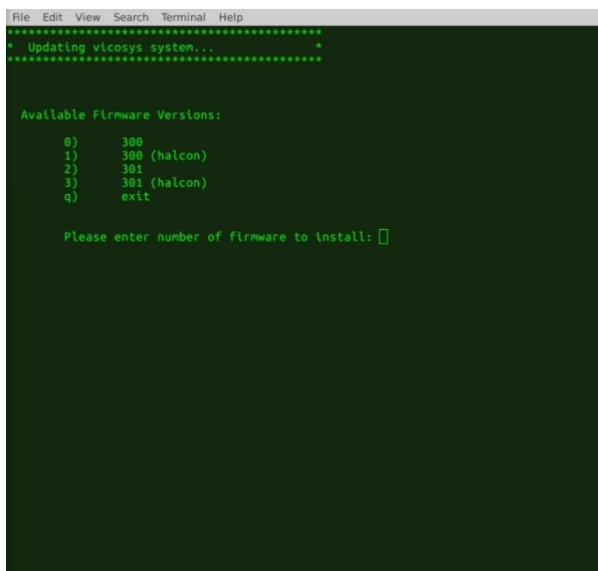 File Edit View Search Terminal Help
*********************************************
* Updating vicosys system... *
*********************************************
Available Firmware Versions:
0) 300
1) 300 (halcon)
2) 301
3) 301 (halcon)
q) exit
Please enter number of firmware to install: